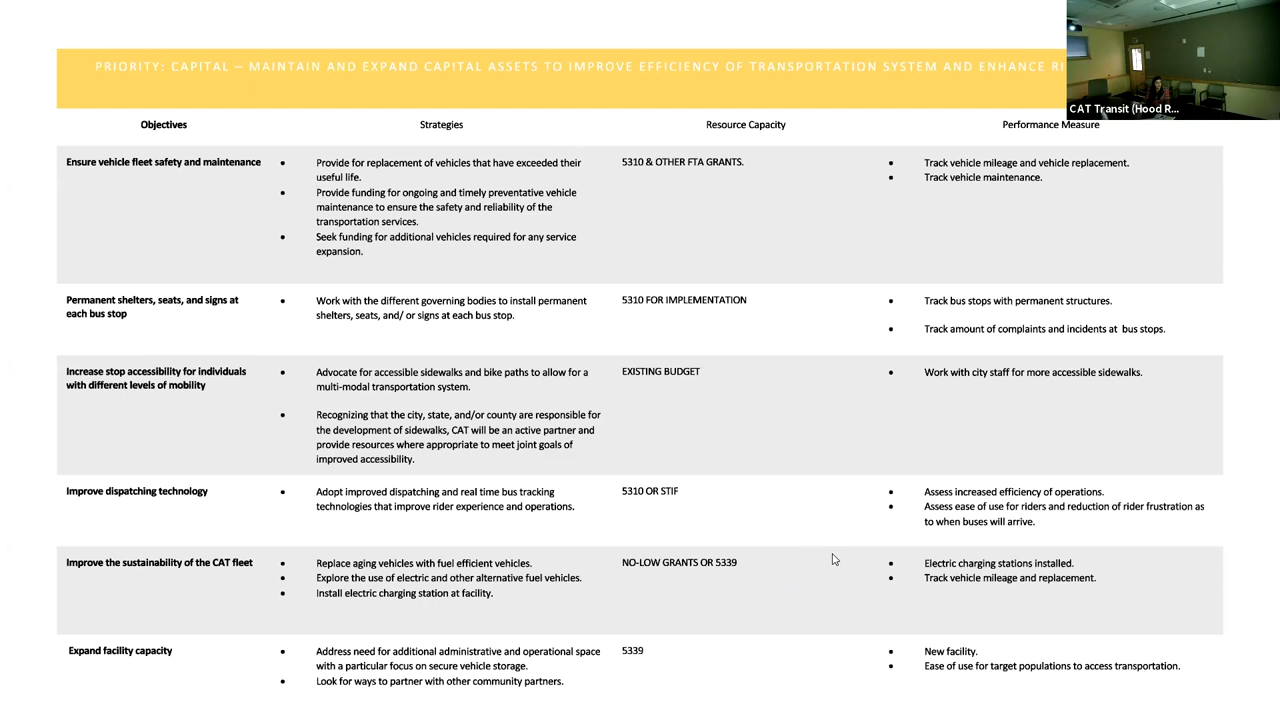 PRIORITY: CAPITAL – MAINTAIN AND EXPAND CAPITAL ASSETS TO IMPROVE EFFICIENCY OF TRANSPORTATION SYSTEM AND ENHANCE
CAT Transit (Hood R...
Objectives Strategies Resource Capacity Performance Measure
Ensure vehicle fleet safety and maintenance
• Provide for replacement of vehicles that have exceeded their
useful life.
• Provide funding for ongoing and timely preventative vehicle
maintenance to ensure the safety and reliability of the
transportation services.
• Seek funding for additional vehicles required for any service
expansion.
5310 & OTHER FTA GRANTS.
• Track vehicle mileage and vehicle replacement.
• Track vehicle maintenance.
Permanent shelters, seats, and signs at
each bus stop
• Work with the different governing bodies to install permanent
shelters, seats, and/ or signs at each bus stop.
5310 FOR IMPLEMENTATION
• Track bus stops with permanent structures.
• Track amount of complaints and incidents at bus stops.
Increase stop accessibility for individuals
with different levels of mobility
• Advocate for accessible sidewalks and bike paths to allow for a
multi-modal transportation system.
• Recognizing that the city, state, and/or county are responsible for
the development of sidewalks, CAT will be an active partner and
provide resources where appropriate to meet joint goals of
improved accessibility.
EXISTING BUDGET
• Work with city staff for more accessible sidewalks.
Improve dispatching technology
• Adopt improved dispatching and real time bus tracking
technologies that improve rider experience and operations.
5310 OR STIF
• Assess increased efficiency of operations.
• Assess ease of use for riders and reduction of rider frustration as
to when buses will arrive.
Improve the sustainability of the CAT fleet
• Replace aging vehicles with fuel efficient vehicles.
• Explore the use of electric and other alternative fuel vehicles.
• Install electric charging station at facility.
NO-LOW GRANTS OR 5339
• Electric charging stations installed.
• Track vehicle mileage and replacement.
Expand facility capacity
• Address need for additional administrative and operational space
with a particular focus on secure vehicle storage.
• Look for ways to partner with other community partners.
5339
• New facility.
• Ease of use for target populations to access transportation.